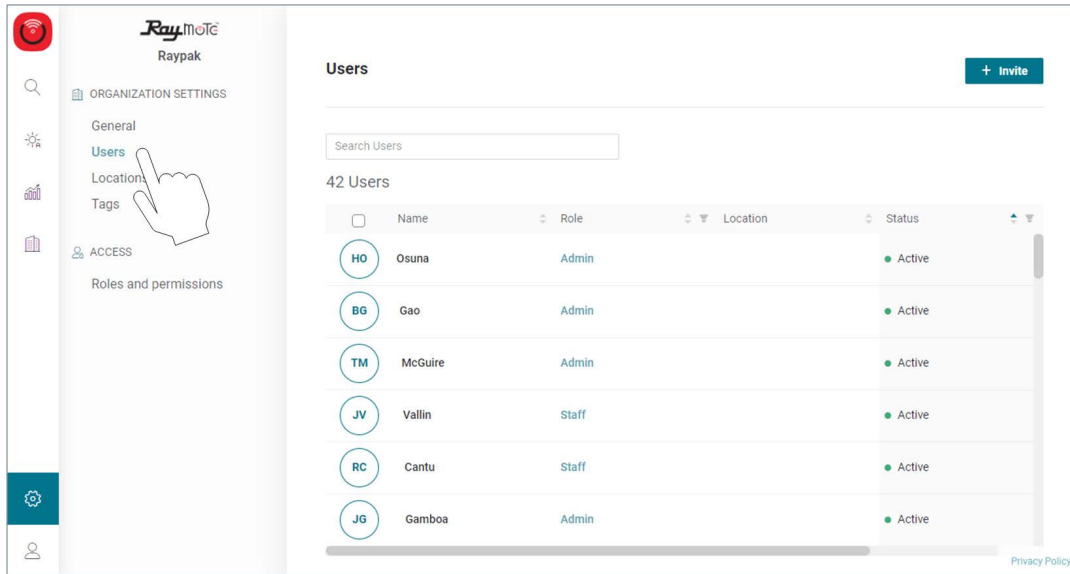 RaymoTe
Raypak
ORGANIZATION SETTINGS
General
Users
Locations
Tags
ACCESS
Roles and permissions
Users
+ Invite
Search Users
42 Users
Name Role Location Status
HO Osuna Admin Active
BG Gao Admin Active
TM McGuire Admin Active
JV Vallin Staff Active
RC Cantu Staff Active
JG Gamboa Admin Active
Privacy Policy